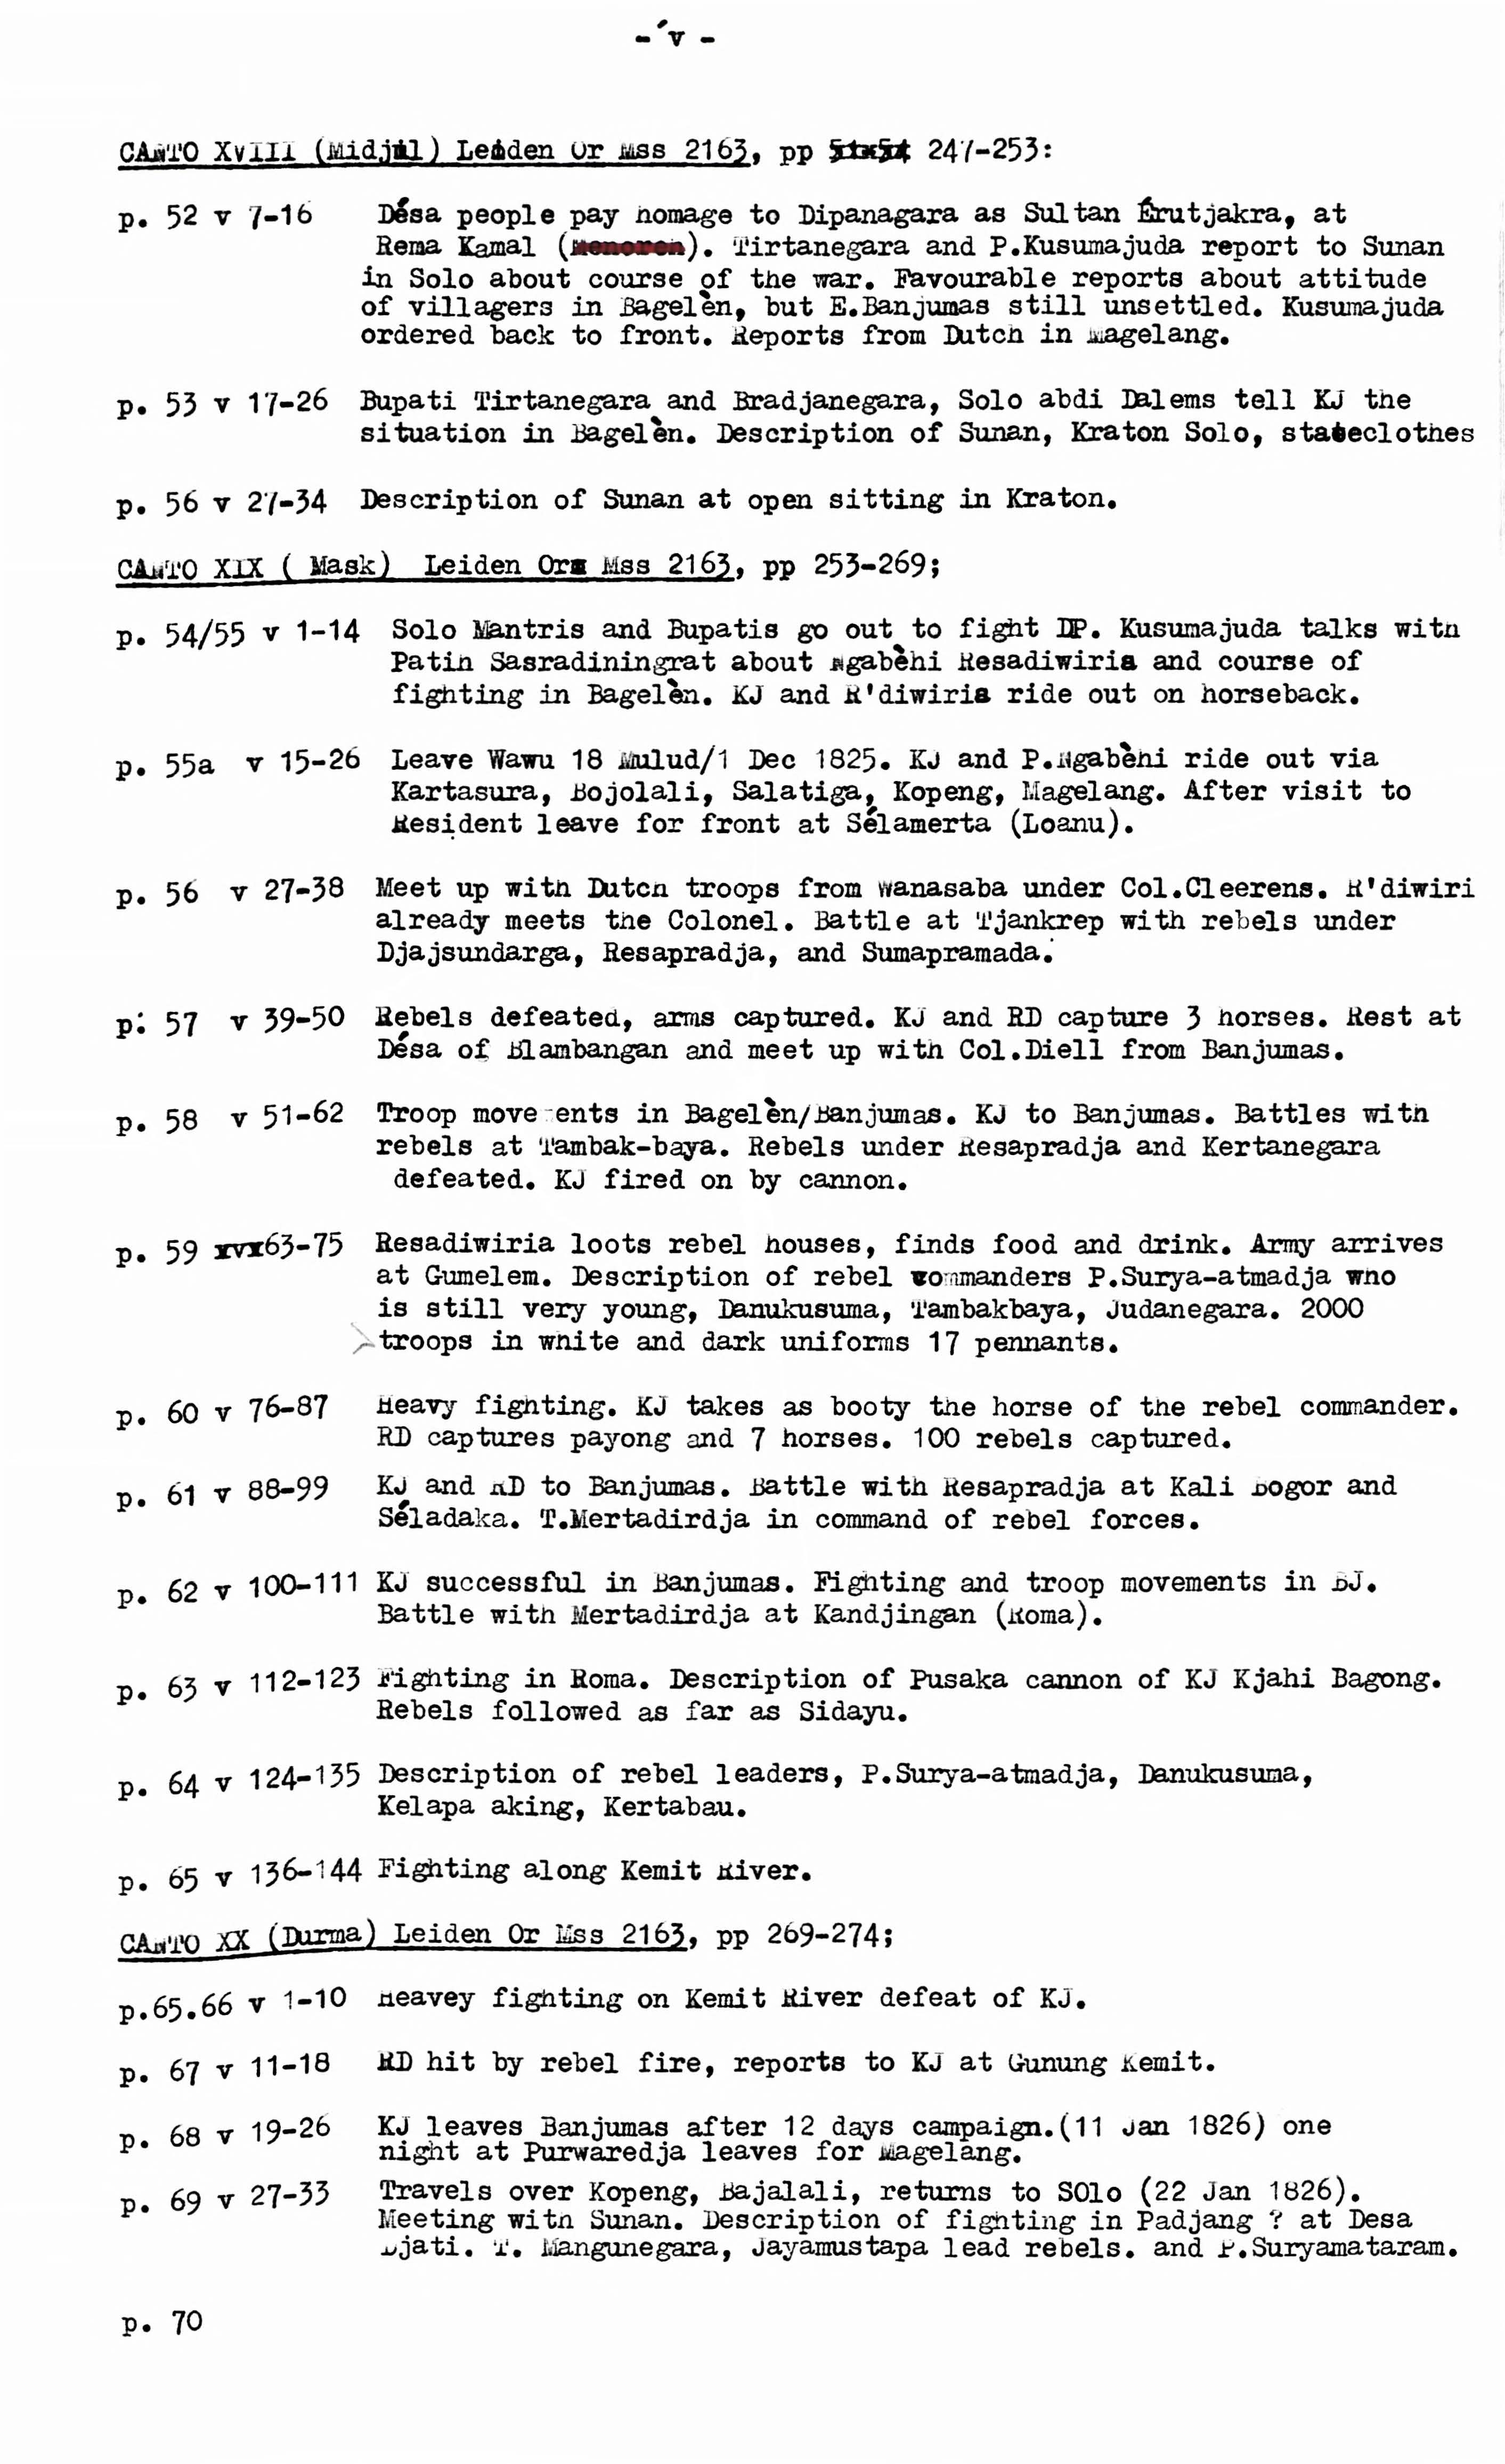 - v -
CANTO XVIII (Midjil) Leiden Or Mss 2163, pp 247-253:
p. 52 v 7-16 Désa people pay homage to Dipanagara as Sultan Érutjakra, at
Rema Kamal (). Tirtanegara and P.Kusumajuda report to Sunan
in Solo about course of the war. Favourable reports about attitude
of villagers in Bagelèn, but E.Banjumas still unsettled. Kusumajuda
ordered back to front. Reports from Dutch in Magelang.
p. 53 v 17-26 Bupati Tirtanegara and Bradjanegara, Solo abdi Dalems tell KJ the
situation in Bagelèn. Description of Sunan, Kraton Solo, stateclothes
p. 56 v 27-34 Description of Sunan at open sitting in Kraton.
CANTO XIX ( Mask) Leiden Or Mss 2163, pp 253-269;
p. 54/55 v 1-14 Solo Mantris and Bupatis go out to fight DP. Kusumajuda talks with
Patih Sasradiningrat about Ngabèhi Resadiwiria and course of
fighting in Bagelèn. KJ and R'diwiria ride out on horseback.
p. 55a v 15-26 Leave Wawu 18 Mulud/1 Dec 1825. KJ and P.Ngabèhi ride out via
Kartasura, Bojolali, Salatiga, Kopeng, Magelang. After visit to
Resident leave for front at Sélamerta (Loanu).
p. 56 v 27-38 Meet up with Dutch troops from Wanasaba under Col.Cleerens. R'diwiri
already meets the Colonel. Battle at Tjankrep with rebels under
Djajsundarga, Resapradja, and Sumapramada.
p. 57 v 39-50 Rebels defeated, arms captured. KJ and RD capture 3 horses. Rest at
Désa of Blambangan and meet up with Col.Diell from Banjumas.
p. 58 v 51-62 Troop move ents in Bagelèn/Banjumas. KJ to Banjumas. Battles with
rebels at Tambak-baya. Rebels under Resapradja and Kertanegara
defeated. KJ fired on by cannon.
p. 59 xvx63-75 Resadiwiria loots rebel houses, finds food and drink. Army arrives
at Gumelem. Description of rebel commanders P.Surya-atmadja who
is still very young, Danukusuma, Tambakbaya, Judanegara. 2000
troops in white and dark uniforms 17 pennants.
p. 60 v 76-87 Heavy fighting. KJ takes as booty the horse of the rebel commander.
RD captures payong and 7 horses. 100 rebels captured.
p. 61 v 88-99 KJ and RD to Banjumas. Battle with Resapradja at Kali Bogor and
Séladaka. T.Mertadirdja in command of rebel forces.
p. 62 v 100-111 KJ successful in Banjumas. Fighting and troop movements in BJ.
Battle with Mertadirdja at Kandjingan (Roma).
p. 63 v 112-123 Fighting in Roma. Description of Pusaka cannon of KJ Kjahi Bagong.
Rebels followed as far as Sidayu.
p. 64 v 124-135 Description of rebel leaders, P.Surya-atmadja, Danukusuma,
Kelapa aking, Kertabau.
p. 65 v 136-144 Fighting along Kemit River.
CANTO XX (Durma) Leiden Or Mss 2163, pp 269-274;
p.65.66 v 1-10 Heavey fighting on Kemit River defeat of KJ.
p. 67 v 11-18 RD hit by rebel fire, reports to KJ at Gunung Kemit.
p. 68 v 19-26 KJ leaves Banjumas after 12 days campaign.(11 Jan 1826) one
night at Purwaredja leaves for Magelang.
p. 69 v 27-33 Travels over Kopeng, Bajalali, returns to SOlo (22 Jan 1826).
Meeting with Sunan. Description of fighting in Padjang ? at Desa
Djati. T. Mangunegara, Jayamustapa lead rebels. and P.Suryamataram.
p. 70